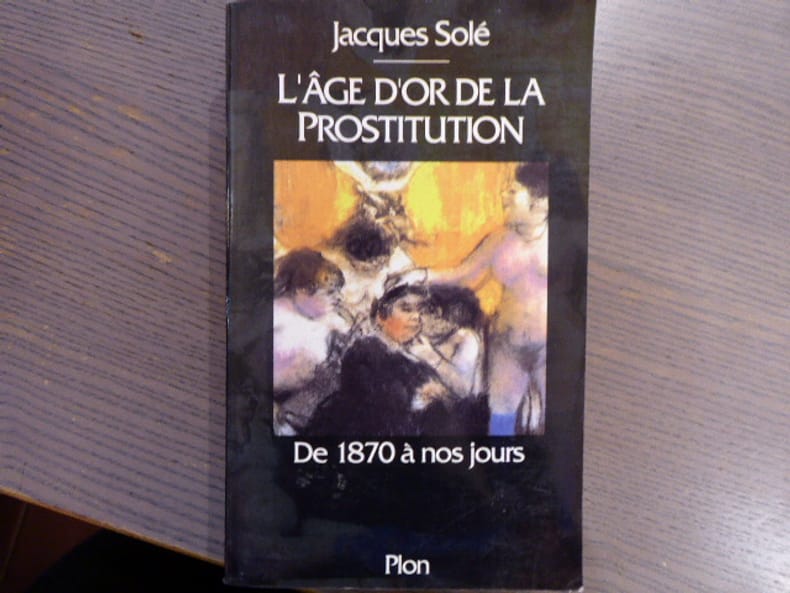 Jacques Solé
L'ÂGE D'OR DE LA
PROSTITUTION
De 1870 à nos jours
Plon